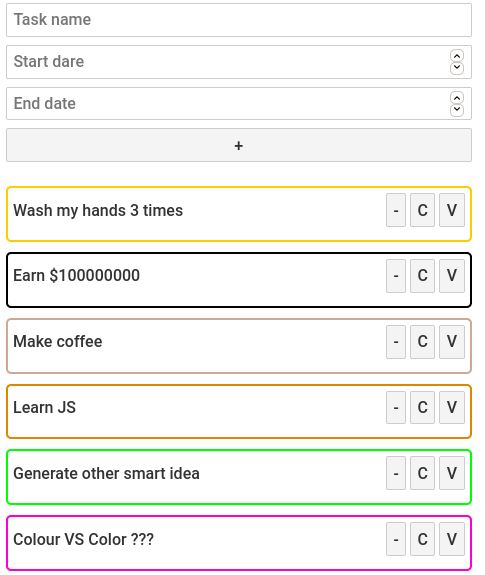 Task name
Start dare
End date
+
Wash my hands 3 times - C V
Earn $100000000 - C V
Make coffee - C V
Learn JS - C V
Generate other smart idea - C V
Colour VS Color ??? - C V